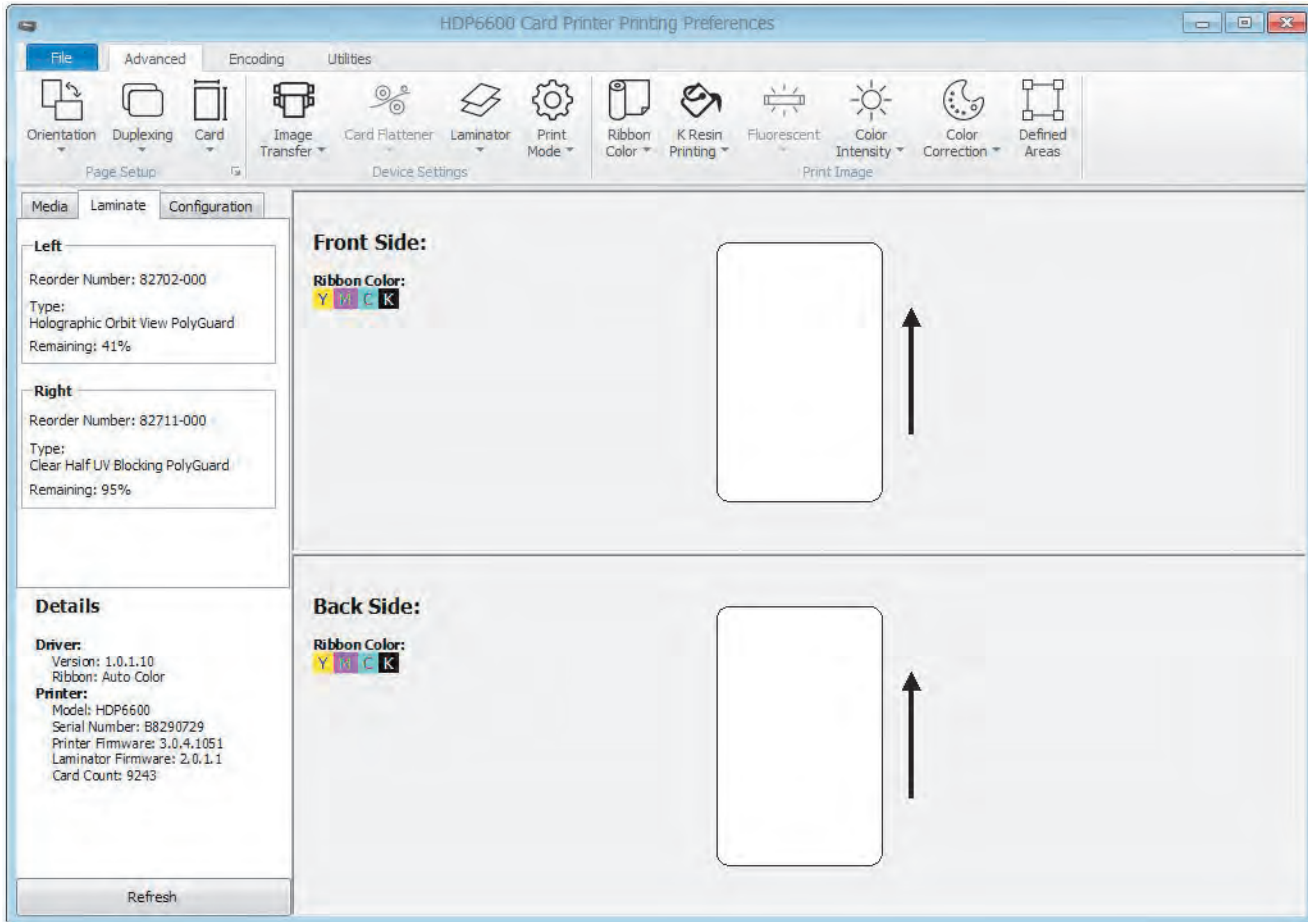 HDP6600 Card Printer Printing Preferences
File Advanced Encoding Utilities
Orientation Duplexing Card Image Transfer Card Flattener Laminator Print Mode Ribbon Color K Resin Printing Fluorescent Color Intensity Color Correction Defined Areas
Page Setup Device Settings Print Image
Media Laminate Configuration
Left
Reorder Number: 82702-000
Type:
Holographic Orbit View PolyGuard
Remaining: 41%
Right
Reorder Number: 82711-000
Type:
Clear Half UV Blocking PolyGuard
Remaining: 95%
Details
Driver:
Version: 1.0.1.10
Ribbon: Auto Color
Printer:
Model: HDP6600
Serial Number: B8290729
Printer Firmware: 3.0.4.1051
Laminator Firmware: 2.0.1.1
Card Count: 9243
Refresh
Front Side:
Ribbon Color:
Y M C K
Back Side:
Ribbon Color:
Y M C K